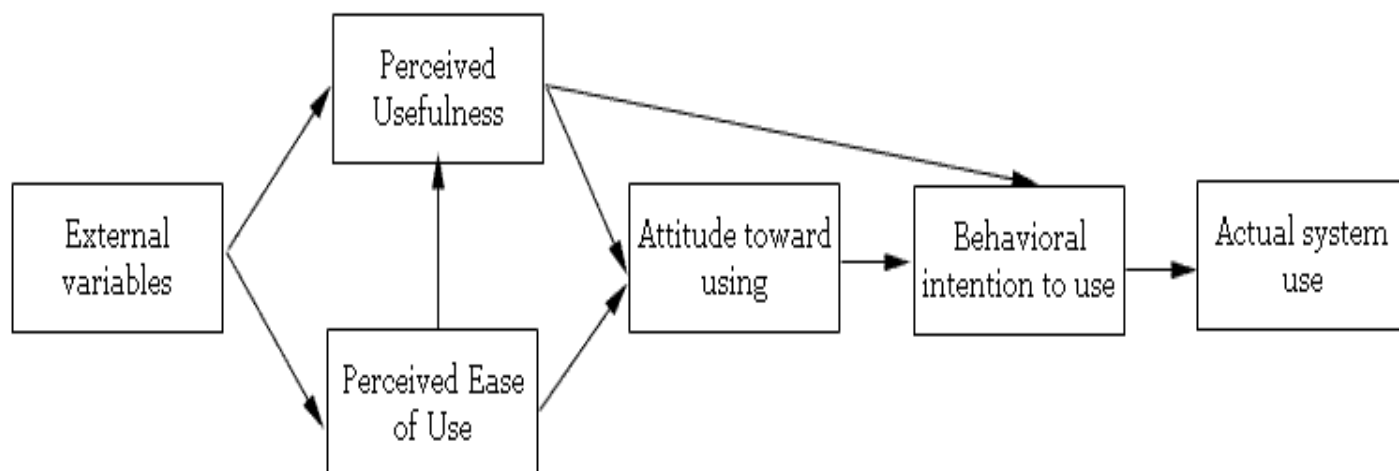 Perceived
Usefulness
External
variables
Attitude toward
using
Behavioral
intention to use
Actual system
use
Perceived Ease
of Use